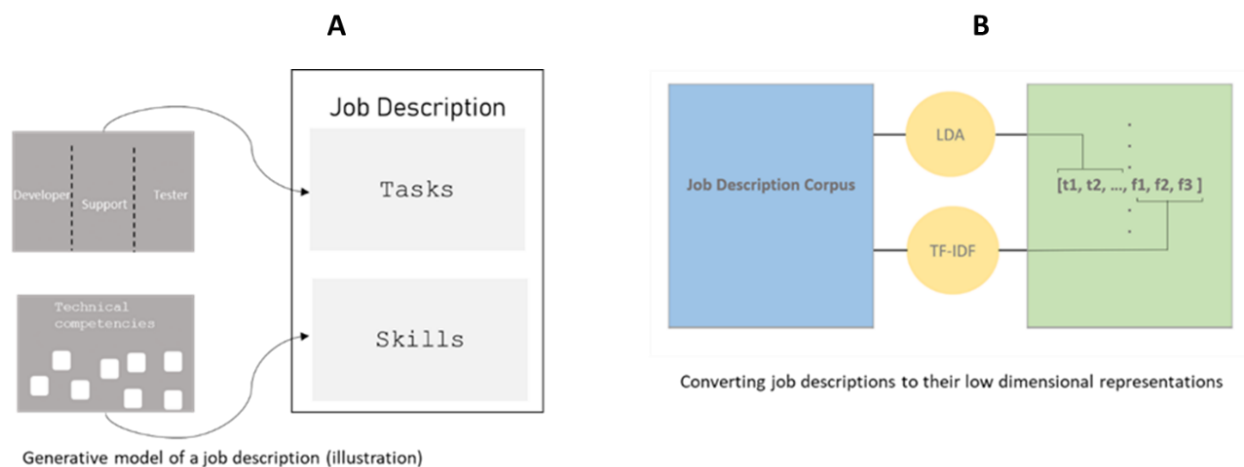 A
Job Description
Developer
Support
Tester
Tasks
Technical
competencies
Skills
Generative model of a job description (illustration)
B
Job Description Corpus
LDA
TF-IDF
[t1, t2, ..., f1, f2, f3 ]
Converting job descriptions to their low dimensional representations